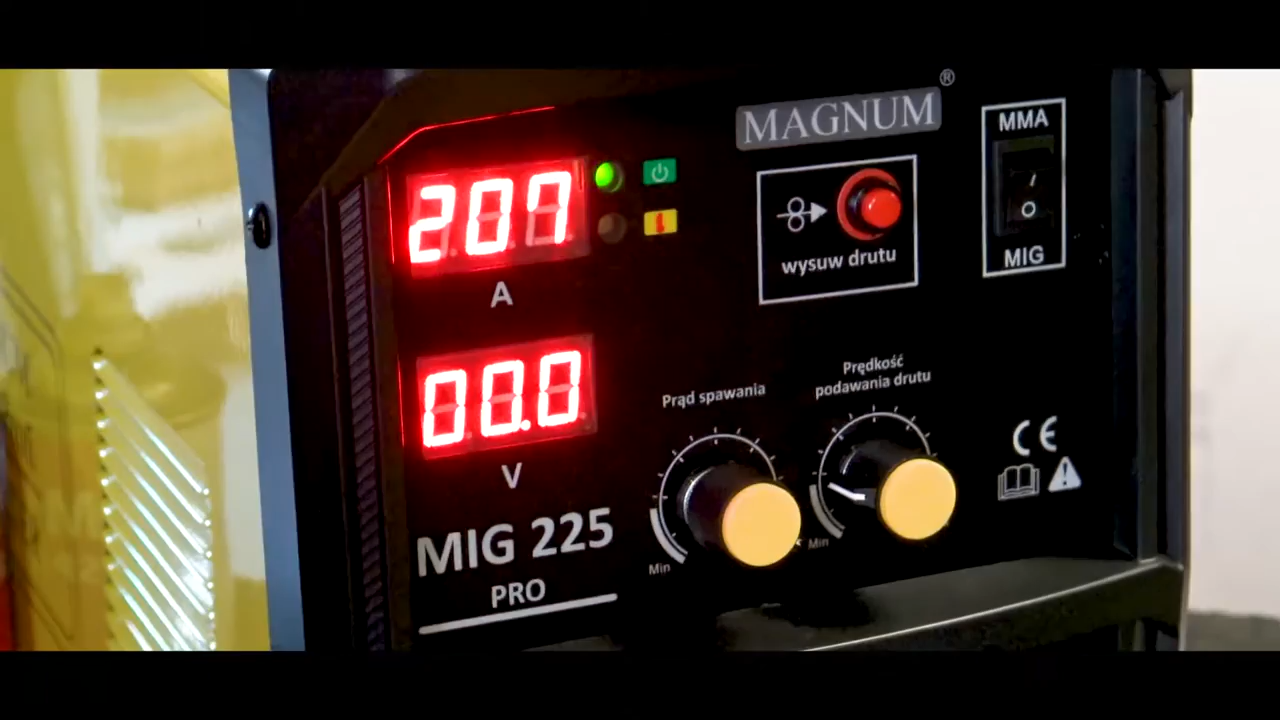 MAGNUM®
MMA
207
A
wysuw drutu
MIG
00.0
V
Prąd spawania
Prędkość
podawania drutu
Min
Min
CE
MIG 225
PRO